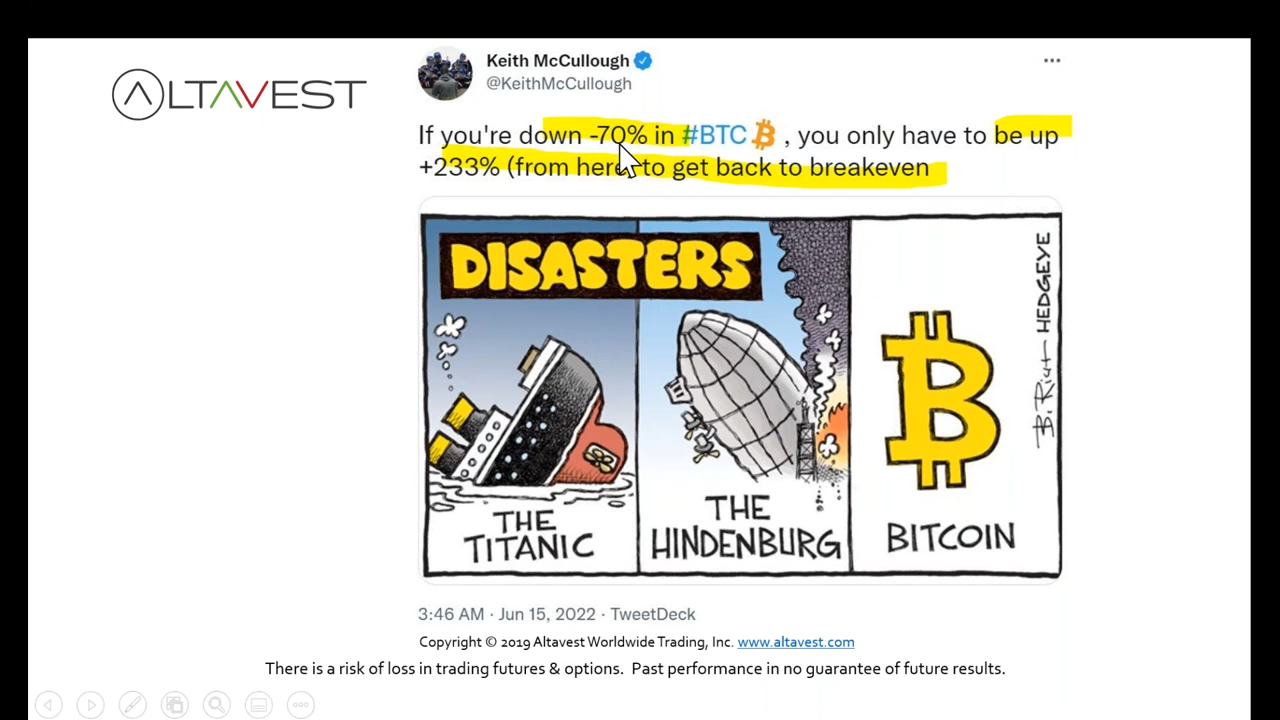 ALTAVEST
Keith McCullough
@KeithMcCullough
If you're down -70% in #BTC₿ , you only have to be up
+233% (from here to get back to breakeven
DISASTERS
THE
TITANIC
THE
HINDENBURG
BITCOIN
B. Rich HEDGEYE
3:46 AM · Jun 15, 2022 · TweetDeck
Copyright © 2019 Altavest Worldwide Trading, Inc. www.altavest.com
There is a risk of loss in trading futures & options. Past performance in no guarantee of future results.